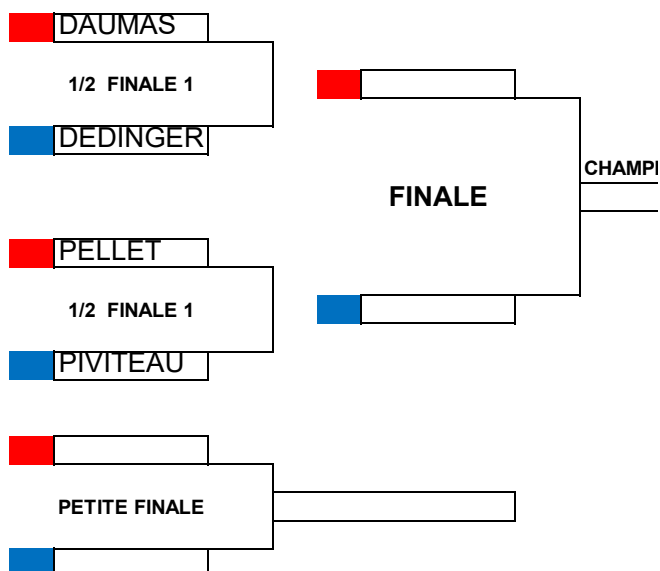 DAUMAS
1/2 FINALE 1
DEDINGER
FINALE
CHAMPI
PELLET
1/2 FINALE 1
PIVITEAU
PETITE FINALE